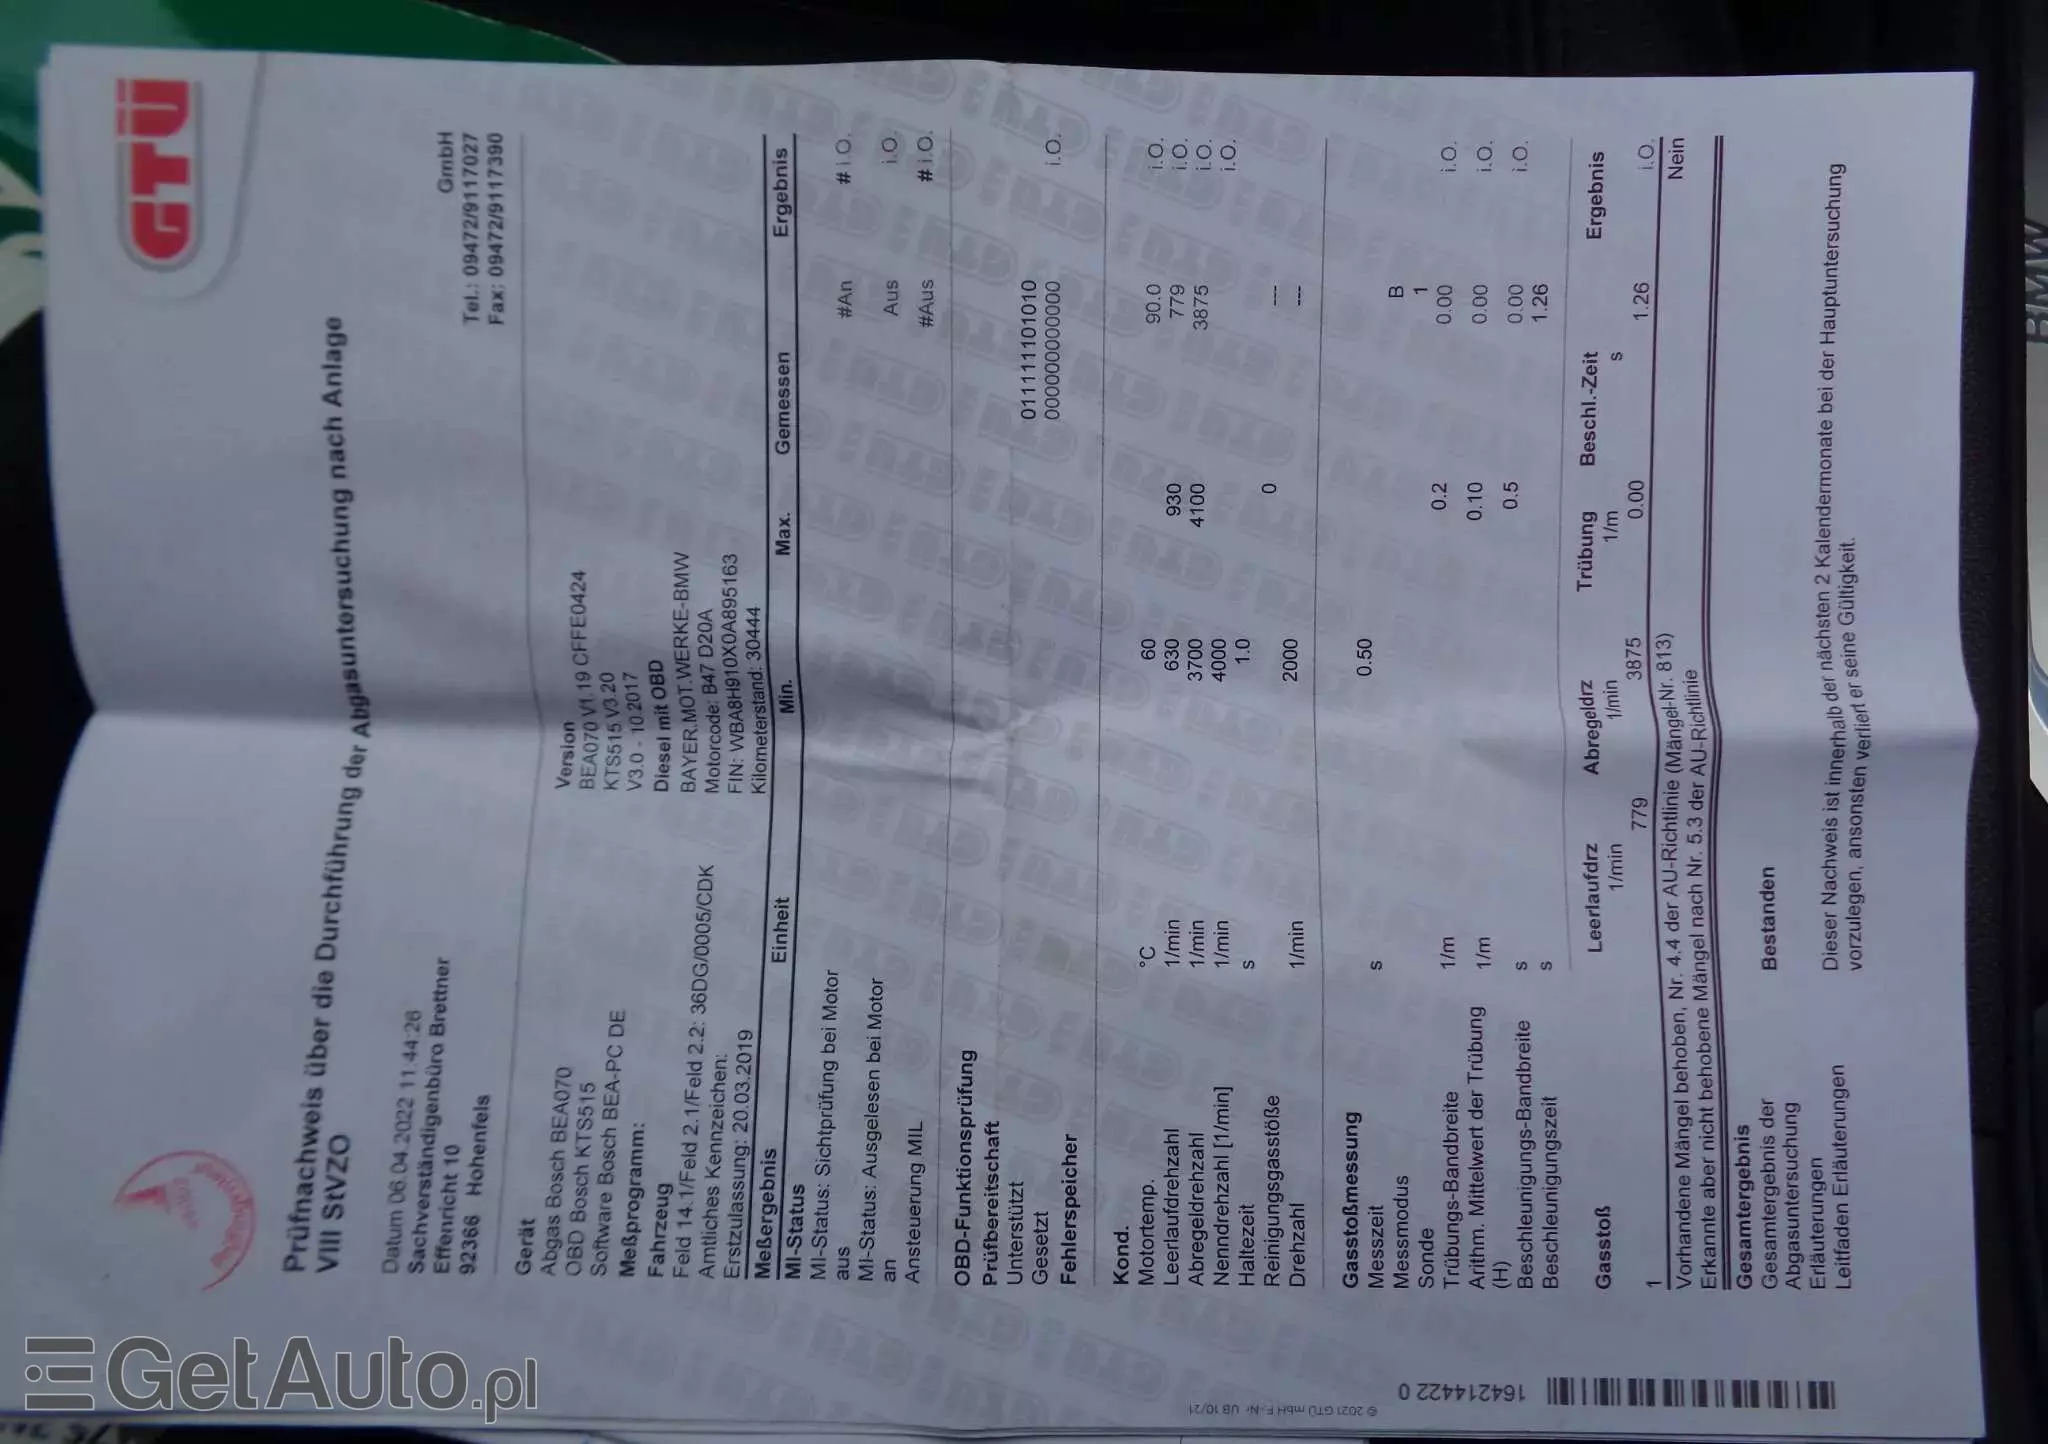 GTÜ
Prüfnachweis über die Durchführung der Abgasuntersuchung nach Anlage
VIII StVZO
Datum 06.04.2022 11:44:26
Sachverständigenbüro Brettner GmbH
Effenricht 10 Tel.: 09472/9117027
92366 Hohenfels Fax: 09472/9117390
Gerät Version
Abgas Bosch BEA070 BEA070 V1.19 CFFE0424
OBD Bosch KTS515 KTS515 V3.20
Software Bosch BEA-PC DE V3.0 - 10.2017
Meßprogramm: Diesel mit OBD
Fahrzeug BAYER.MOT.WERKE-BMW
Feld 14.1/Feld 2.1/Feld 2.2: 36DG/0005/CDK Motorcode: B47 D20A
Amtliches Kennzeichen: FIN: WBA8H910X0A895163
Erstzulassung: 20.03.2019 Kilometerstand: 30444
Meßergebnis Einheit Min. Max. Gemessen Ergebnis
MI-Status
MI-Status: Sichtprüfung bei Motor #An # i.O.
aus
MI-Status: Ausgelesen bei Motor Aus i.O.
an
Ansteuerung MIL #Aus # i.O.
OBD-Funktionsprüfung
Prüfbereitschaft
Unterstützt 011111101010
Gesetzt 000000000000
Fehlerspeicher i.O.
Kond.
Motortemp. °C 60 90.0 i.O.
Leerlaufdrehzahl 1/min 630 930 779 i.O.
Abregeldrehzahl 1/min 3700 4100 3875 i.O.
Nenndrehzahl [1/min] 1/min 4000 i.O.
Haltezeit s 1.0
Reinigungsgasstöße 0 ---
Drehzahl 1/min 2000 ---
Gasstoßmessung
Messzeit s 0.50
Messmodus B
Sonde 1
Trübungs-Bandbreite 1/m 0.2 0.00 i.O.
Arithm. Mittelwert der Trübung 1/m 0.10 0.00 i.O.
(H)
Beschleunigungs-Bandbreite s 0.5 0.00 i.O.
Beschleunigungszeit s 1.26
Gasstoß Leerlaufdrz Abregeldrz Trübung Beschl.-Zeit Ergebnis
1/min 1/min 1/m s
1 779 3875 0.00 1.26 i.O.
Vorhandene Mängel behoben, Nr. 4.4 der AU-Richtlinie (Mängel-Nr. 813) Nein
Erkannte aber nicht behobene Mängel nach Nr. 5.3 der AU-Richtlinie
Gesamtergebnis
Gesamtergebnis der Bestanden
Abgasuntersuchung
Erläuterungen
Leitfaden Erläuterungen Dieser Nachweis ist innerhalb der nächsten 2 Kalendermonate bei der Hauptuntersuchung
vorzulegen, ansonsten verliert er seine Gültigkeit.
© 2021 GTÜ mbH F.-Nr. UB 10/21
164214422 0
BMW
GetAuto.pl